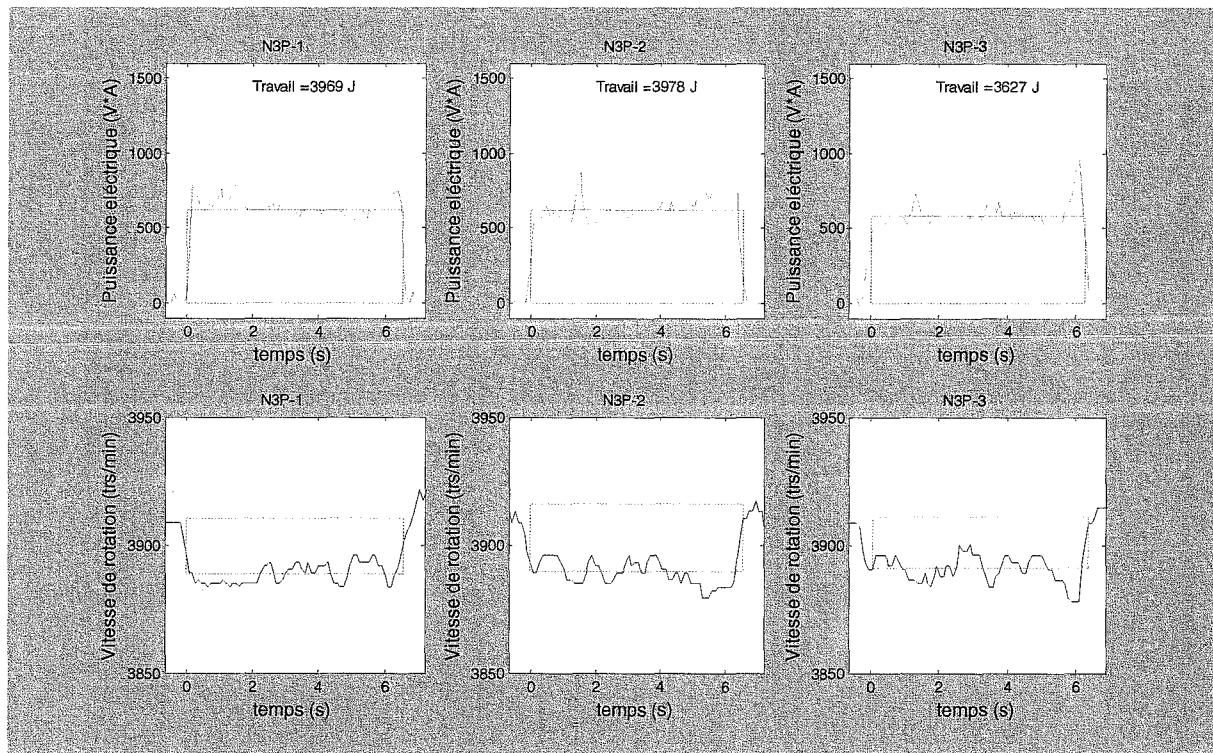 N3P-1
N3P-2
N3P-3
Puissance eléctrique (V*A)
1500
1000
500
0
Travail =3969 J
0 2 4 6
temps (s)
Puissance eléctrique (V*A)
1500
1000
500
0
Travail =3978 J
0 2 4 6
temps (s)
Puissance eléctrique (V*A)
1500
1000
500
0
Travail =3627 J
0 2 4 6
temps (s)
N3P-1
N3P-2
N3P-3
Vitesse de rotation (trs/min)
3950
3900
3850
0 2 4 6
temps (s)
Vitesse de rotation (trs/min)
3950
3900
3850
0 2 4 6
temps (s)
Vitesse de rotation (trs/min)
3950
3900
3850
0 2 4 6
temps (s)